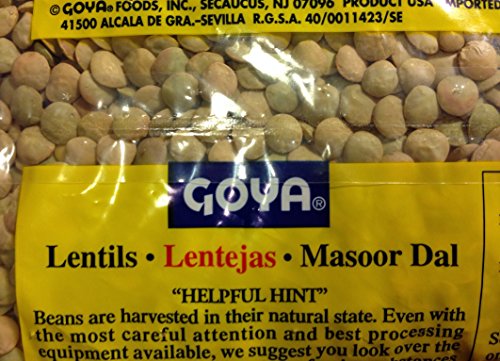 © GOYA® FOODS, INC., SECAUCUS, NJ 07096 PRODUCT USA IMPORTED
41500 ALCALA DE GRA.-SEVILLA R.G.S.A. 40/0011423/SE
GOYA®
Lentils • Lentejas • Masoor Dal
“HELPFUL HINT”
Beans are harvested in their natural state. Even with
the most careful attention and best processing
equipment available, we suggest you look over the